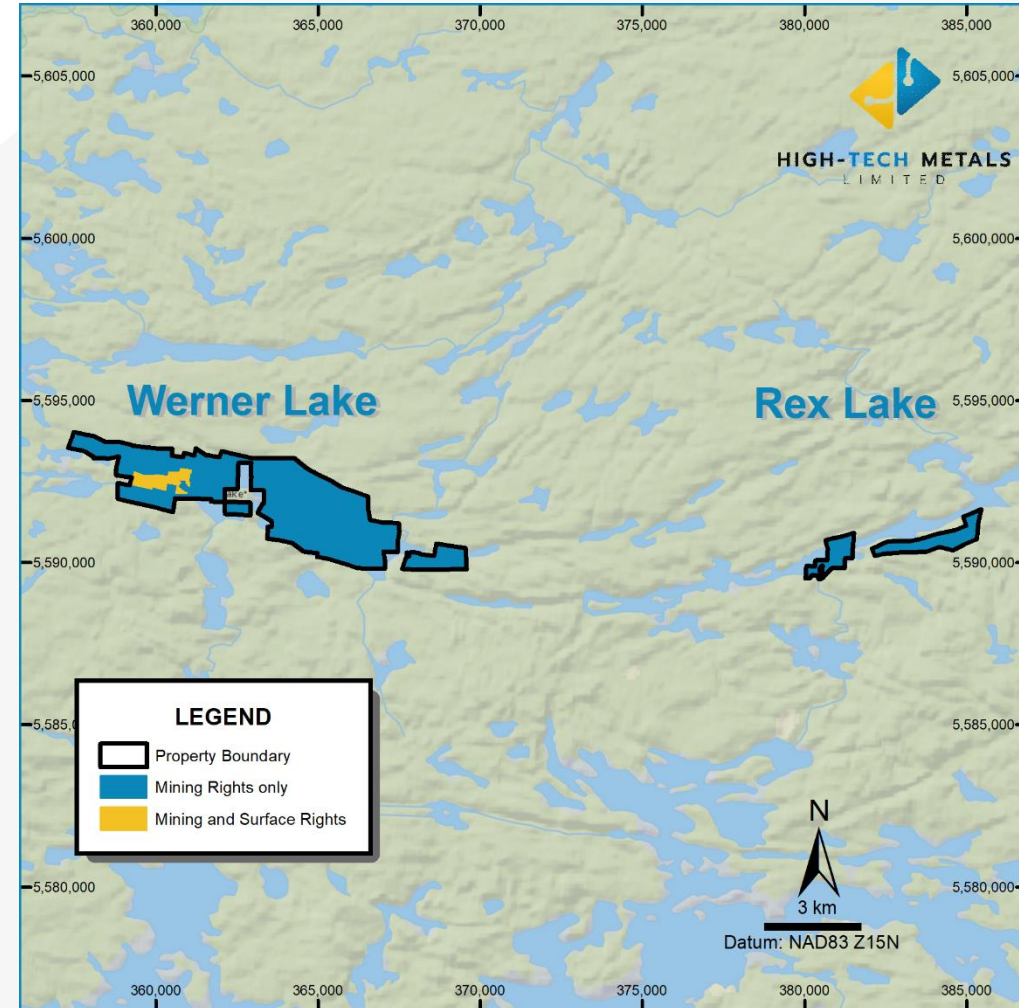 360,000 365,000 370,000 375,000 380,000 385,000
5,605,000 5,605,000
HIGH-TECH METALS
LIMITED
5,600,000 5,600,000
5,595,000 5,595,000
Werner Lake
Rex Lake
ake
5,590,000 5,590,000
5,585, 5,585,000
LEGEND
Property Boundary
Mining Rights only
Mining and Surface Rights
N
5,580,000 5,580,000
3 km
Datum: NAD83 Z15N
360,000 365,000 370,000 375,000 380,000 385,000